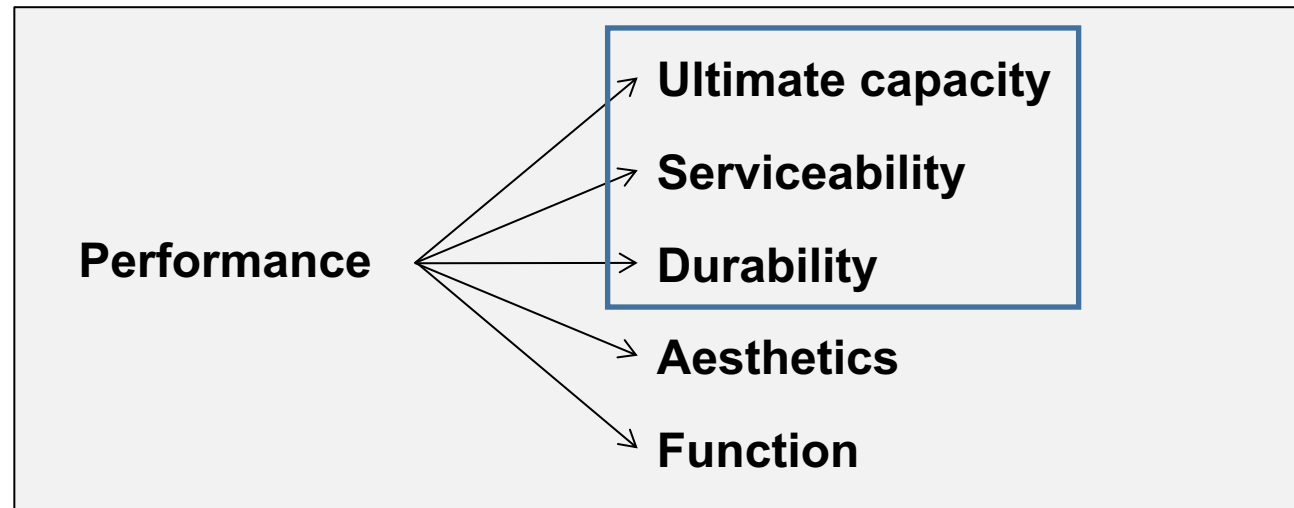 Ultimate capacity
Serviceability
Performance
Durability
Aesthetics
Function